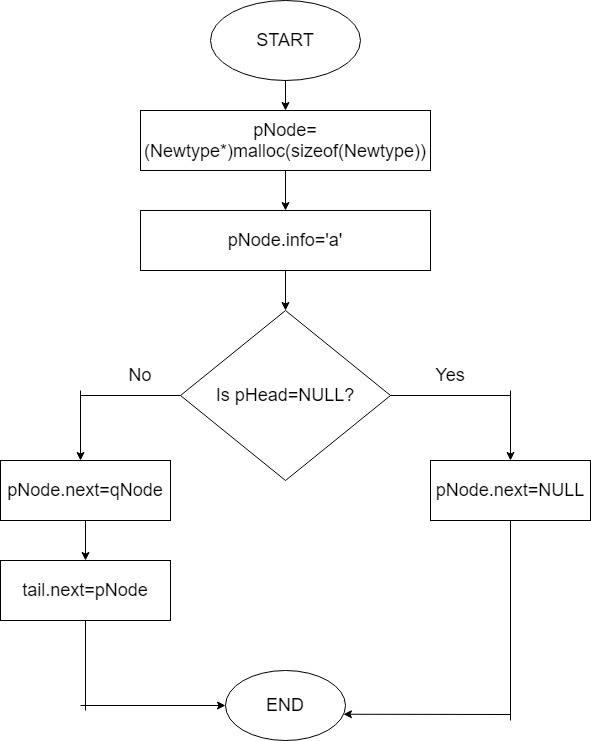 START
pNode=
(Newtype*)malloc(sizeof(Newtype))
pNode.info='a'
Is pHead=NULL?
No
Yes
pNode.next=qNode
pNode.next=NULL
tail.next=pNode
END